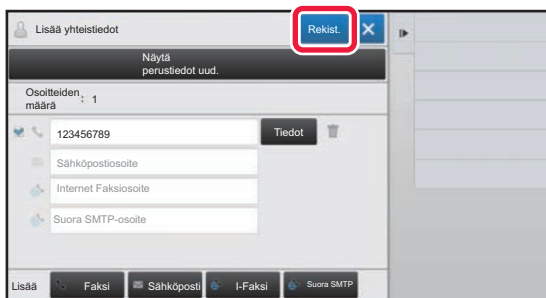 Lisää yhteistiedot
Rekist.
Näytä
perustiedot uud.
Osoitteiden
määrä : 1
123456789
Tiedot
Sähköpostiosoite
Internet Faksiosoite
Suora SMTP-osoite
Lisää Faksi Sähköposti I-Faksi Suora SMTP